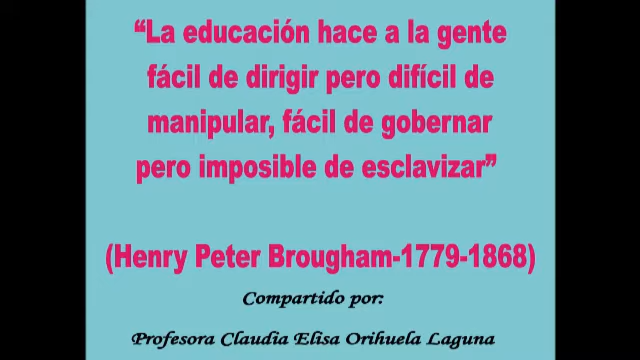 “La educación hace a la gente
fácil de dirigir pero difícil de
manipular, fácil de gobernar
pero imposible de esclavizar”
(Henry Peter Brougham-1779-1868)
Compartido por:
Profesora Claudia Elisa Orihuela Laguna